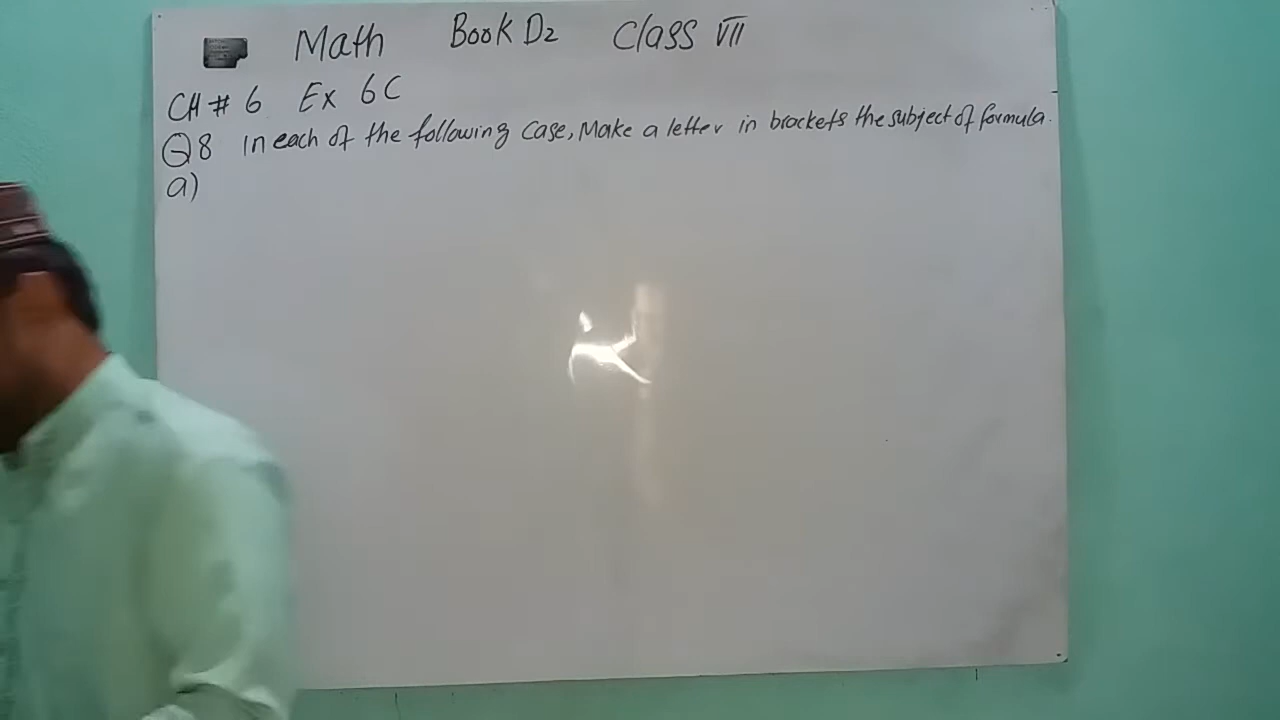 Math Book D2 Class VII
CH # 6 Ex 6C
Q8 In each of the following case, Make a letter in brackets the subject of formula.
a)